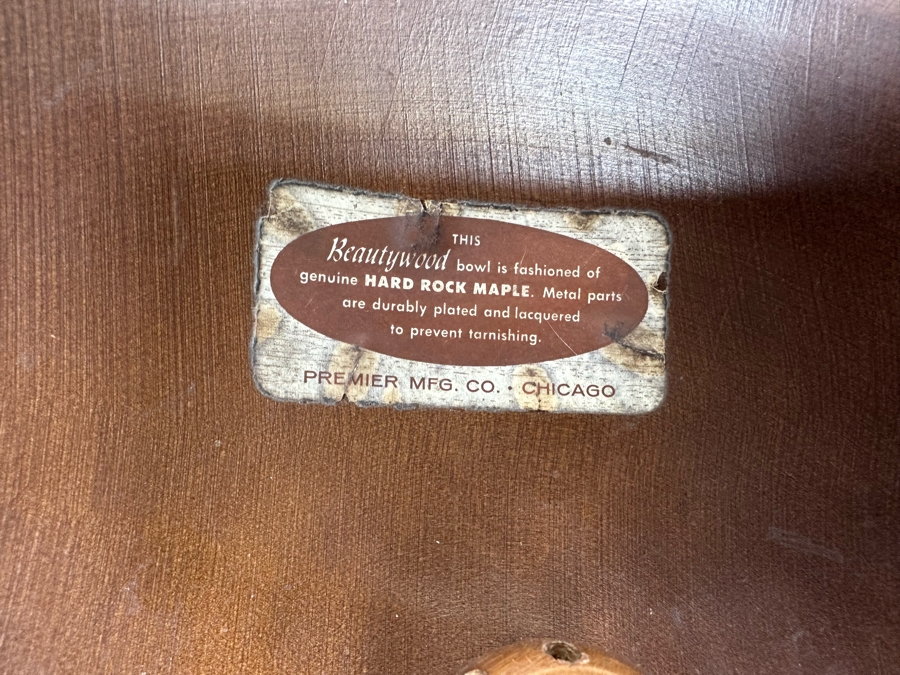 THIS
Beautywood bowl is fashioned of
genuine HARD ROCK MAPLE. Metal parts
are durably plated and lacquered
to prevent tarnishing.
PREMIER MFG. CO. • CHICAGO